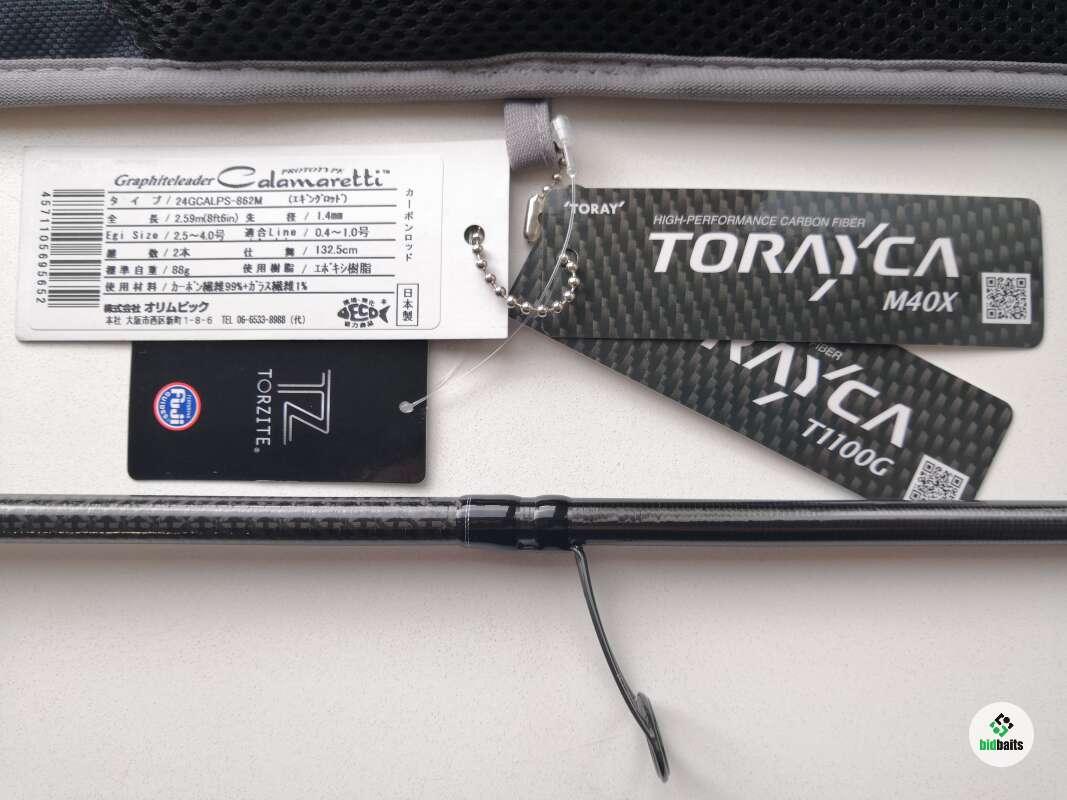 Graphiteleader PROTOTYPE Calamaretti™
タ イ プ / 24GCALPS-862M (ｴｷﾞﾝｸﾞﾛｯﾄﾞ)
全 長 / 2.59m(8ft6in) 先 径 / 1.4mm
Egi Size / 2.5～4.0号 適合Line / 0.4～1.0号
継 数 / 2本 仕 舞 / 132.5cm
標準自重 / 88g 使用樹脂 / ｴﾎﾟｷｼ樹脂
使用材料 / ｶｰﾎﾞﾝ繊維99%+ｶﾞﾗｽ繊維1%
株式会社 オリムピック
本社 大阪市西区新町1-8-6 TEL 06-6533-8988 (代)
4571105695652
カーボンロッド
日本製
ECO
'TORAY'
HIGH-PERFORMANCE CARBON FIBER
TORAYCA
M40X
FIBER
RAYCA
T1100G
Fuji
TZ
TORZITE®
bidbaits